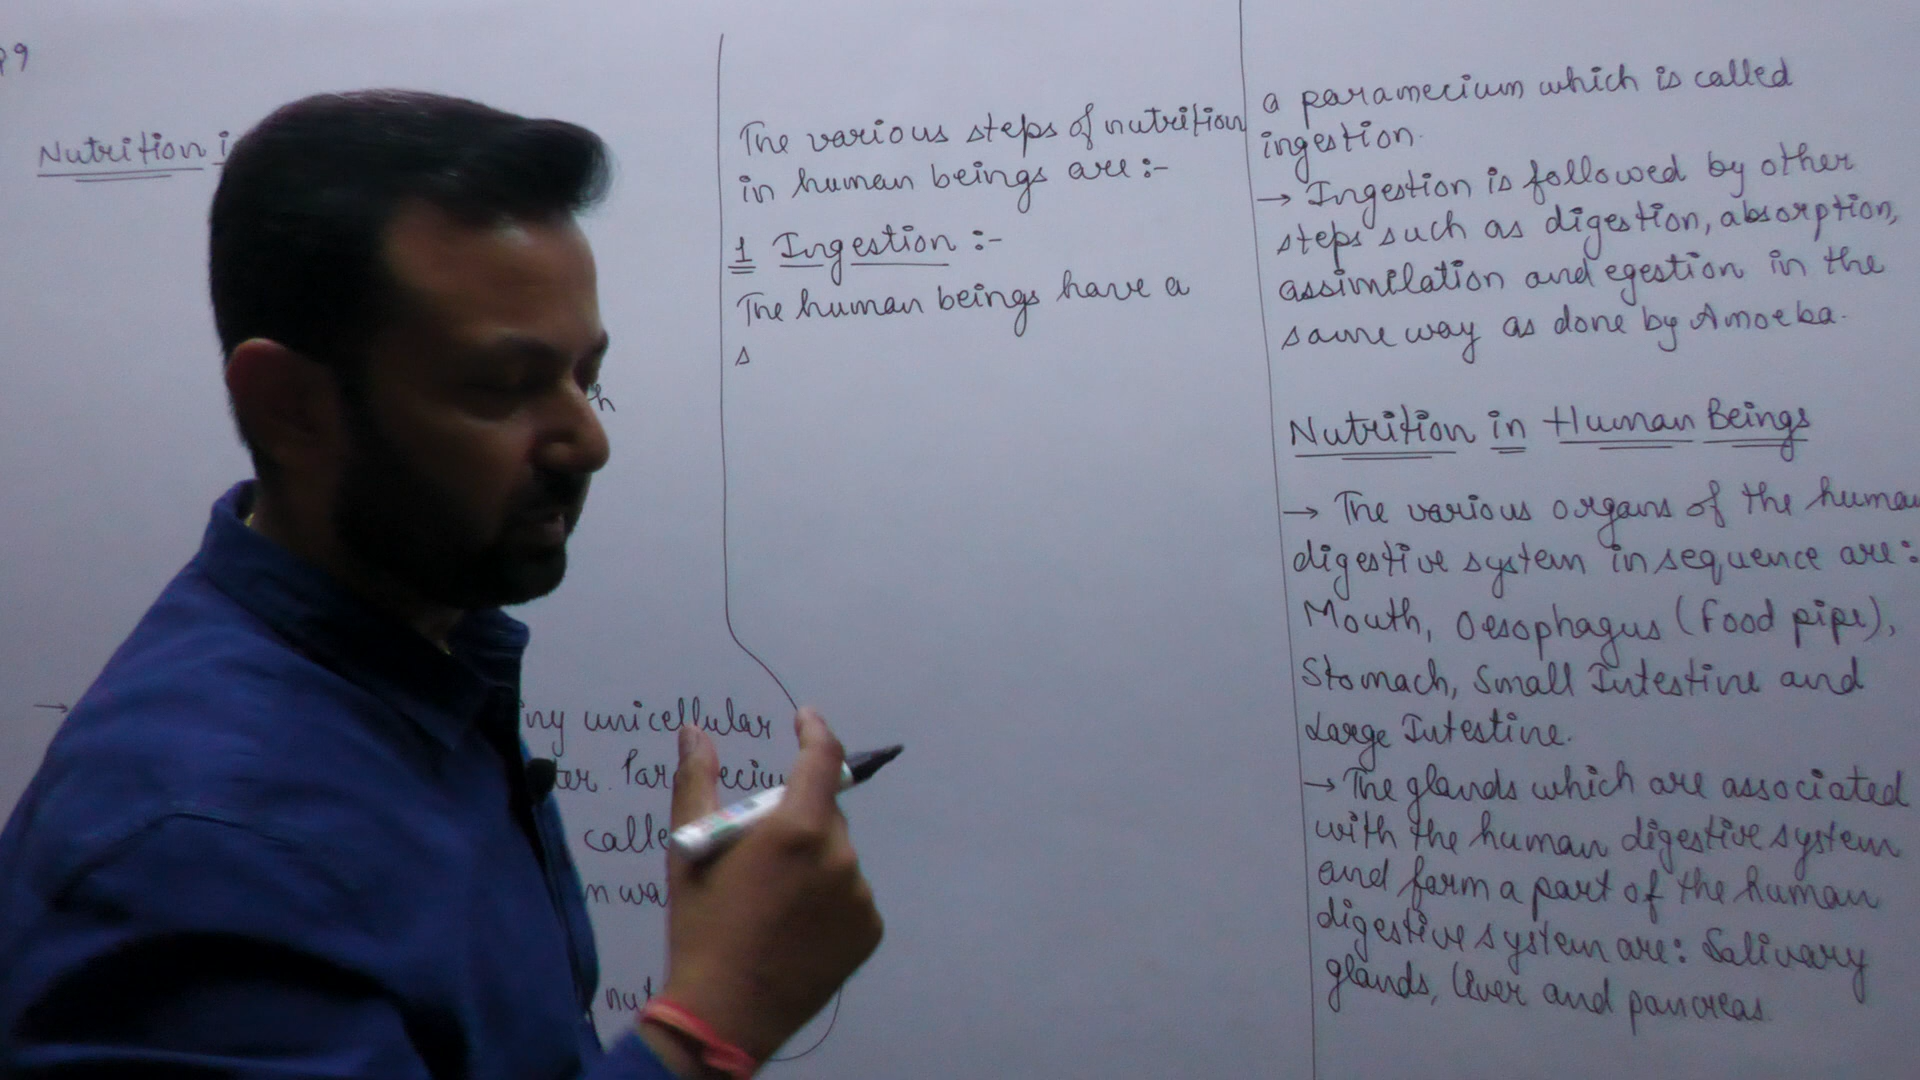 Nutrition
iny unicellular
calle
The various steps of nutrition
in human beings are :-
1 Ingestion :-
The human beings have a
s
a paramecium which is called
ingestion.
→ Ingestion is followed by other
steps such as digestion, absorption,
assimilation and egestion in the
same way as done by Amoeba.
Nutrition in Human Beings
→ The various organs of the human
digestive system in sequence are:
Mouth, Oesophagus (Food pipe),
Stomach, Small Intestine and
Large Intestine.
→ The glands which are associated
with the human digestive system
and form a part of the human
digestive system are: Salivary
glands, liver and pancreas.